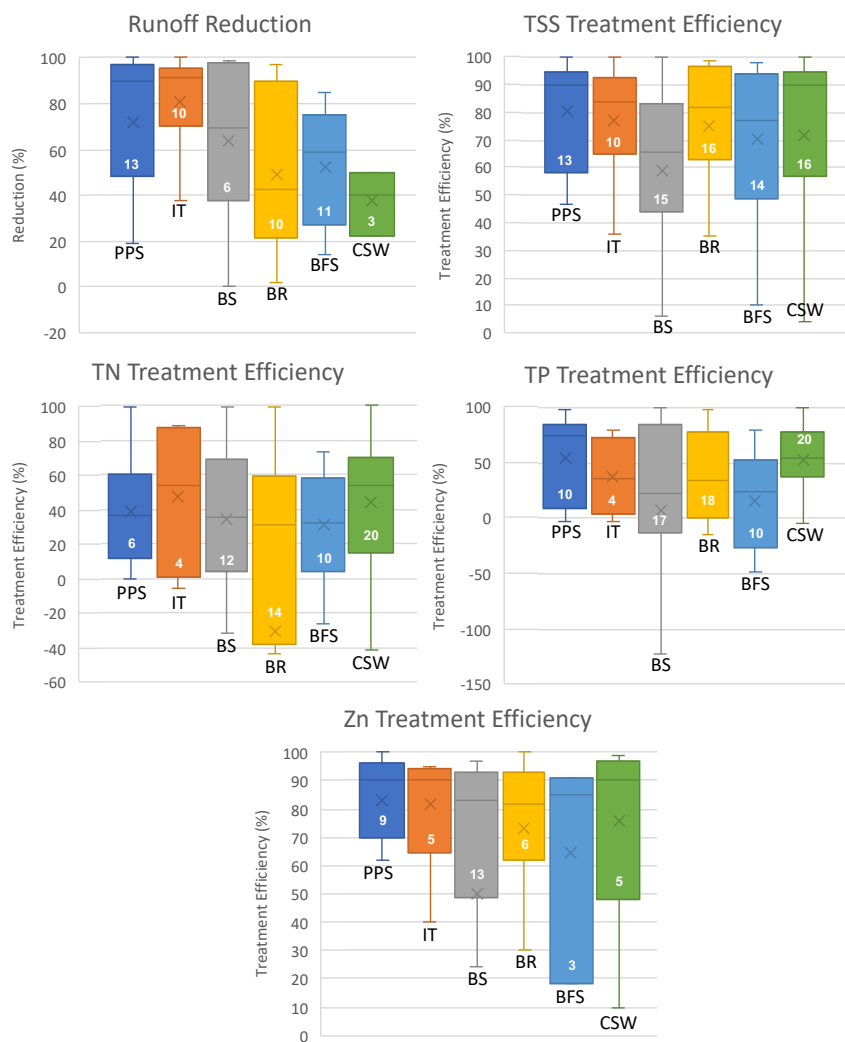 Runoff Reduction
Reduction (%)
100
80
60
40
20
0
-20
13
10
6
10
11
3
PPS
IT
BS
BR
BFS
CSW
TSS Treatment Efficiency
Treatment Efficiency (%)
100
90
80
70
60
50
40
30
20
10
0
13
10
15
16
14
16
PPS
IT
BS
BR
BFS
CSW
TN Treatment Efficiency
Treatment Efficiency (%)
100
80
60
40
20
0
-20
-40
-60
6
4
12
14
10
20
PPS
IT
BS
BR
BFS
CSW
TP Treatment Efficiency
Treatment Efficiency (%)
100
50
0
-50
-100
-150
10
4
17
18
10
20
PPS
IT
BS
BR
BFS
CSW
Zn Treatment Efficiency
Treatment Efficiency (%)
100
90
80
70
60
50
40
30
20
10
0
9
5
13
6
3
5
PPS
IT
BS
BR
BFS
CSW